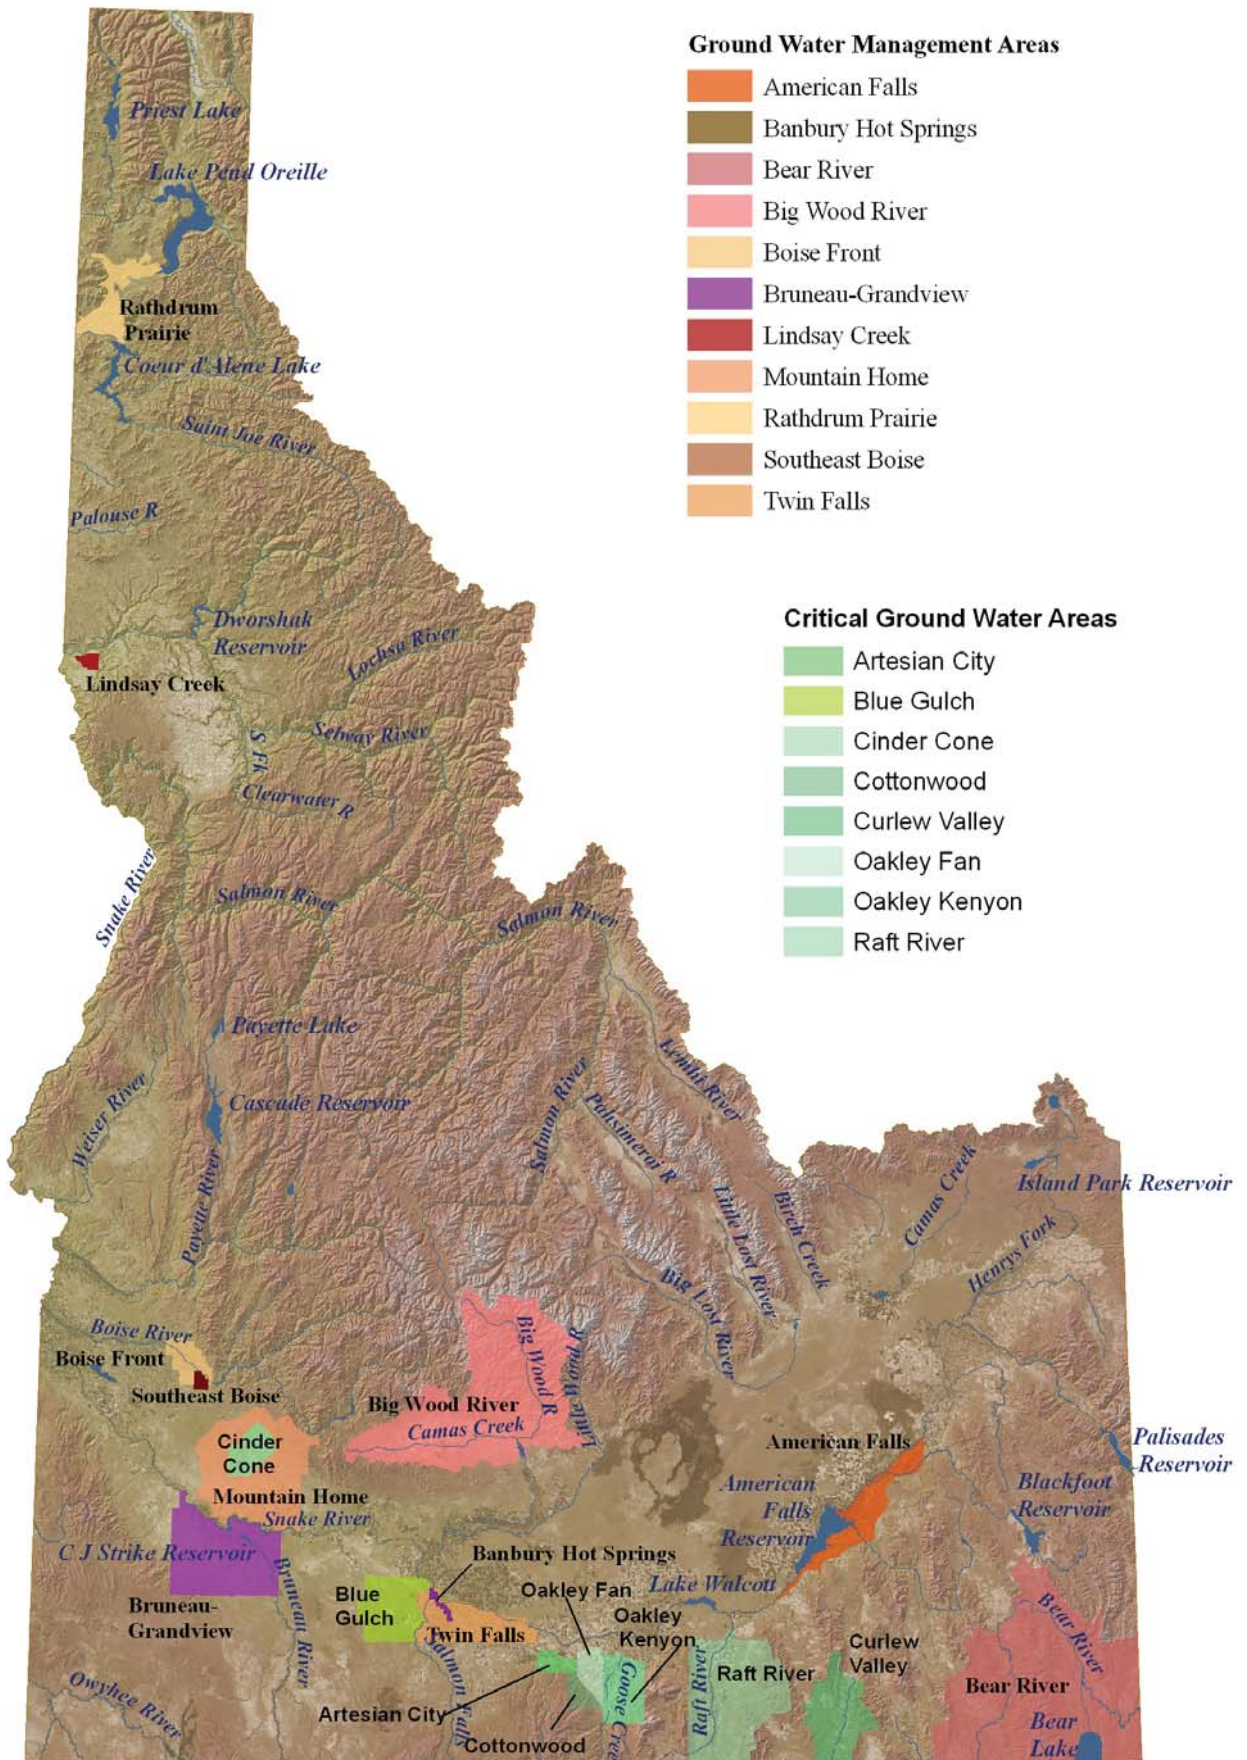 Ground Water Management Areas
American Falls
Banbury Hot Springs
Bear River
Big Wood River
Boise Front
Bruneau-Grandview
Lindsay Creek
Mountain Home
Rathdrum Prairie
Southeast Boise
Twin Falls
Critical Ground Water Areas
Artesian City
Blue Gulch
Cinder Cone
Cottonwood
Curlew Valley
Oakley Fan
Oakley Kenyon
Raft River
Priest Lake
Lake Pend Oreille
Rathdrum
Prairie
Coeur d'Alene Lake
Saint Joe River
Palouse R
Dworshak
Reservoir
Lochsa River
Lindsay Creek
Selway River
S Fk
Clearwater R
Snake River
Salmon River
Salmon River
Payette Lake
Lemhi River
Weiser River
Cascade Reservoir
Salmon River
Pahsimeroi R
Payette River
Little Lost River
Birch Creek
Camas Creek
Island Park Reservoir
Henrys Fork
Big Lost River
Boise River
Boise Front
Southeast Boise
Big Wood R
Little Wood R
Big Wood River
Camas Creek
Cinder
Cone
Mountain Home
Snake River
American Falls
American
Falls
Reservoir
Palisades
Reservoir
Blackfoot
Reservoir
C J Strike Reservoir
Bruneau River
Bruneau-
Grandview
Banbury Hot Springs
Blue
Gulch
Oakley Fan
Lake Walcott
Oakley
Kenyon
Twin Falls
Salmon Falls
Bear River
Curlew
Valley
Raft River
Raft River
Bear River
Goose Cree
Owyhee River
Artesian City
Cottonwood
Bear
Lake